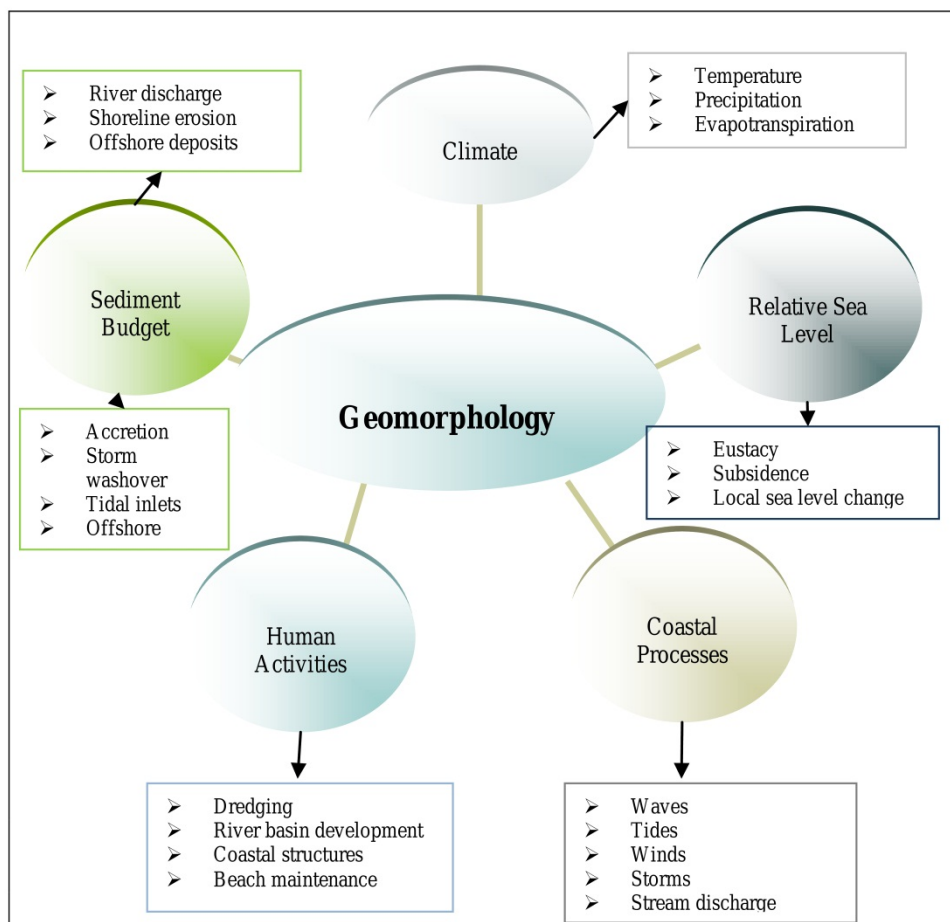 River discharge
Shoreline erosion
Offshore deposits
Climate
Temperature
Precipitation
Evapotranspiration
Sediment
Budget
Relative Sea
Level
Geomorphology
Accretion
Storm
washover
Tidal inlets
Offshore
Eustacy
Subsidence
Local sea level change
Human
Activities
Coastal
Processes
Dredging
River basin development
Coastal structures
Beach maintenance
Waves
Tides
Winds
Storms
Stream discharge